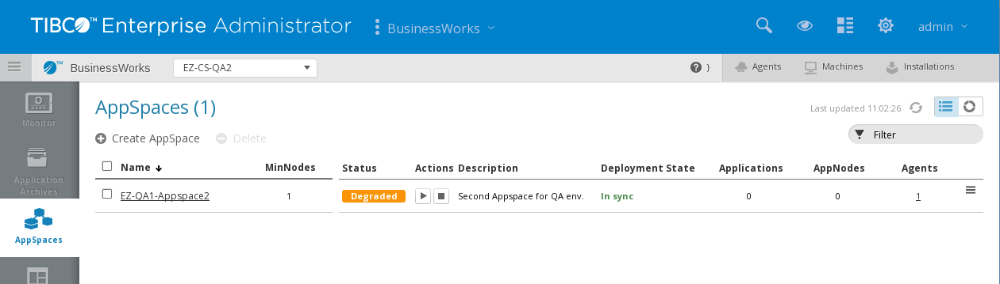 TIBCO™ Enterprise Administrator
BusinessWorks
admin
BusinessWorks
EZ-CS-QA2
? }
Agents
Machines
Installations
Monitor
Application
Archives
AppSpaces
AppSpaces (1)
Last updated 11:02:26
Create AppSpace
Delete
Filter
Name MinNodes Status Actions Description Deployment State Applications AppNodes Agents
EZ-QA1-Appspace2 1 Degraded Second Appspace for QA env. In sync 0 0 1